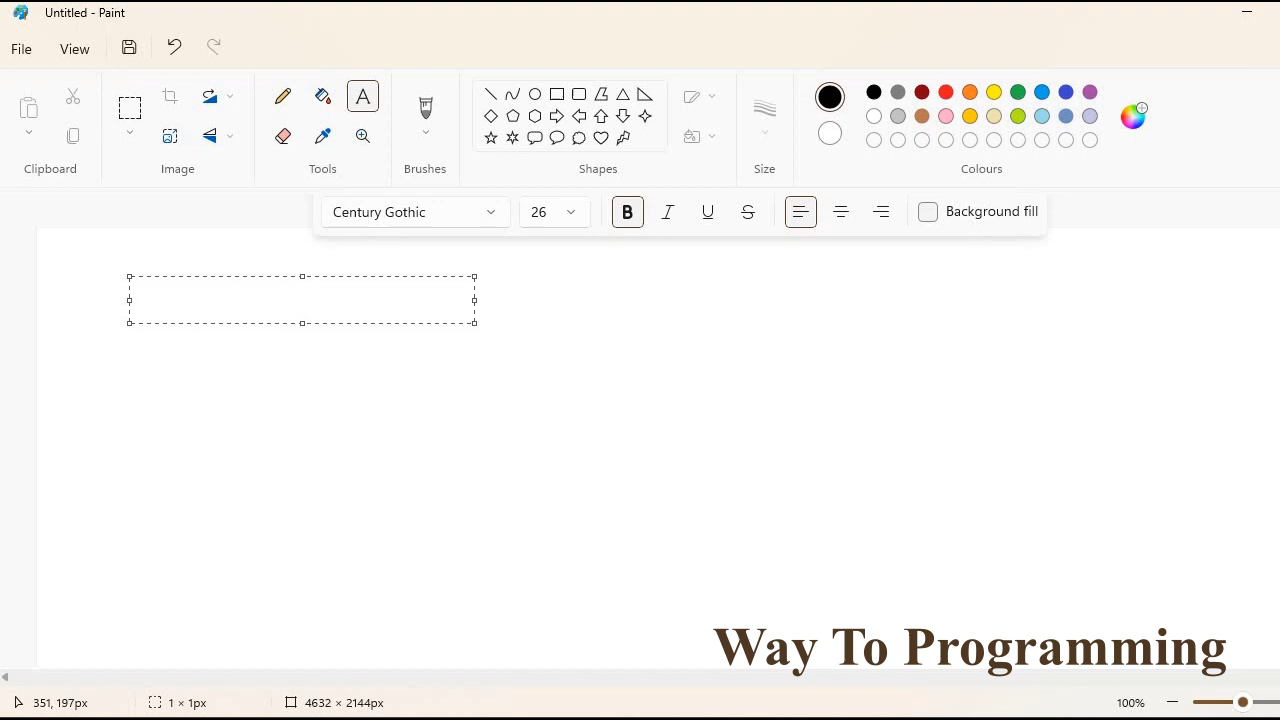 Untitled - Paint
File View
Clipboard Image Tools Brushes Shapes Size Colours
Century Gothic 26 B I U S Background fill
Way To Programming
351, 197px 1 × 1px 4632 × 2144px 100%